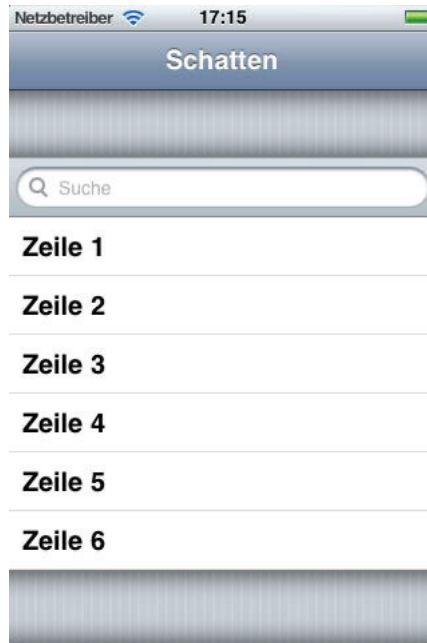 Netzbetreiber 17:15
Schatten
Suche
Zeile 1
Zeile 2
Zeile 3
Zeile 4
Zeile 5
Zeile 6